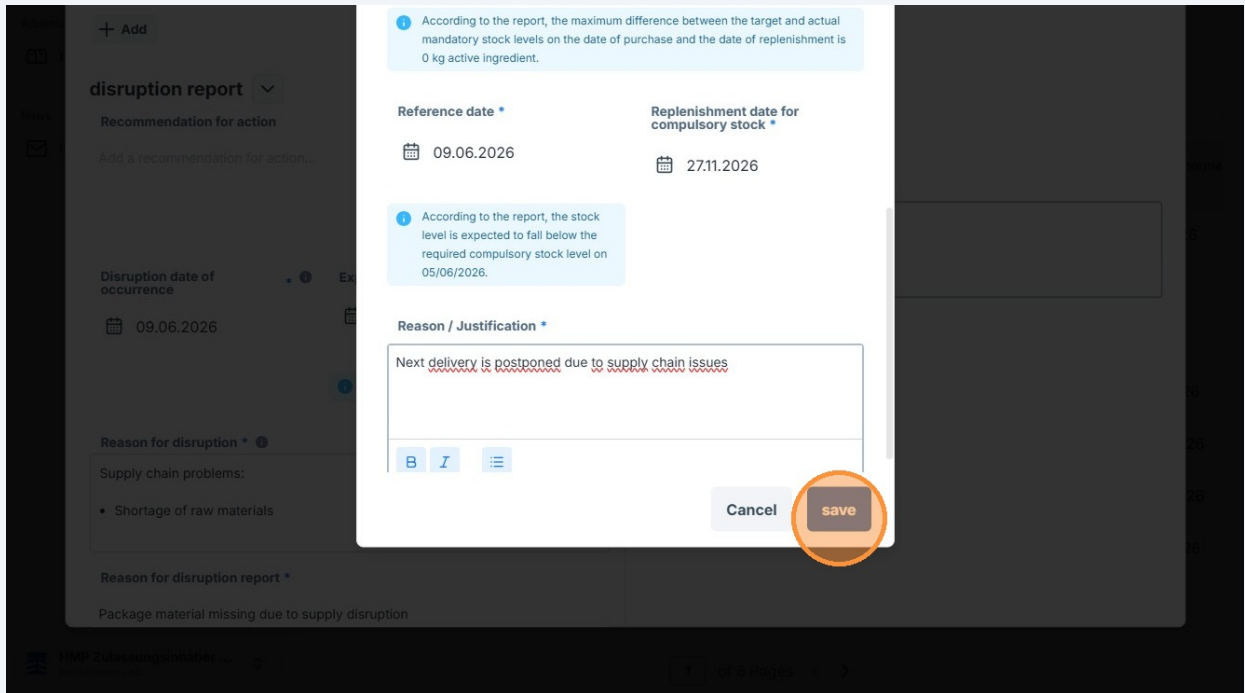 Add
According to the report, the maximum difference between the target and actual
mandatory stock levels on the date of purchase and the date of replenishment is
0 kg active ingredient.
disruption report
Recommendation for action
Add a recommendation for action...
Reference date *
Replenishment date for
compulsory stock *
09.06.2026
27.11.2026
According to the report, the stock
level is expected to fall below the
required compulsory stock level on
05/06/2026.
Disruption date of
occurrence
*
Ex
09.06.2026
Reason / Justification *
Next delivery is postponed due to supply chain issues
B I
Reason for disruption *
Supply chain problems:
• Shortage of raw materials
Cancel
save
Reason for disruption report *
Package material missing due to supply disruption
HMP Zulassungsinhaber ...
1 of 8 Pages